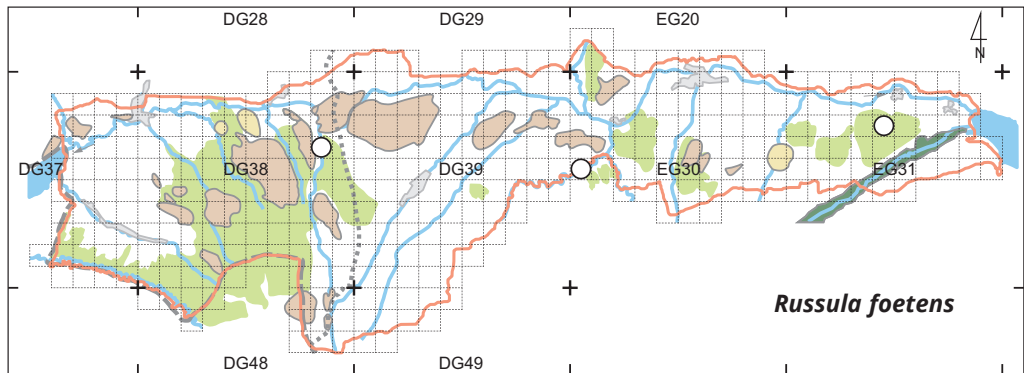 DG28 DG29 EG20
N
DG37 DG38 DG39 EG30 EG31
Russula foetens
DG48 DG49